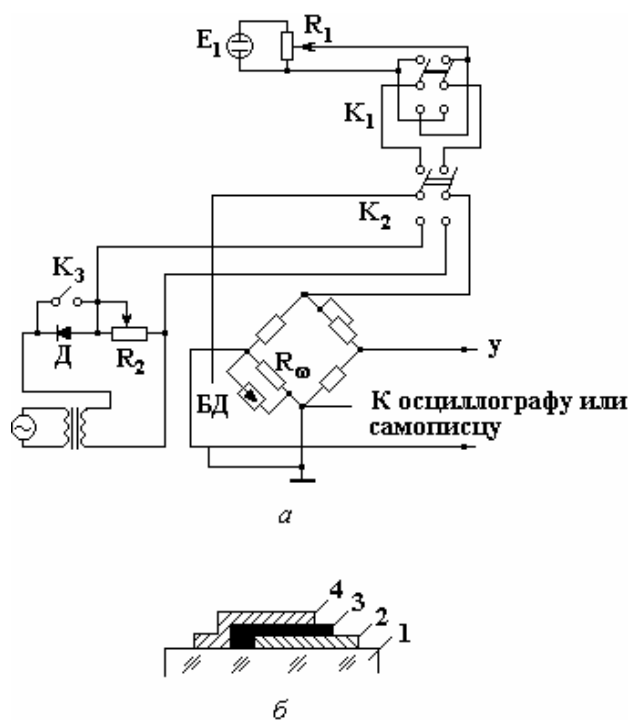 E₁
R₁
K₁
K₂
K₃
Д
R₂
Rω
БД
у
К осциллографу или
самописцу
а
4
3
2
1
б